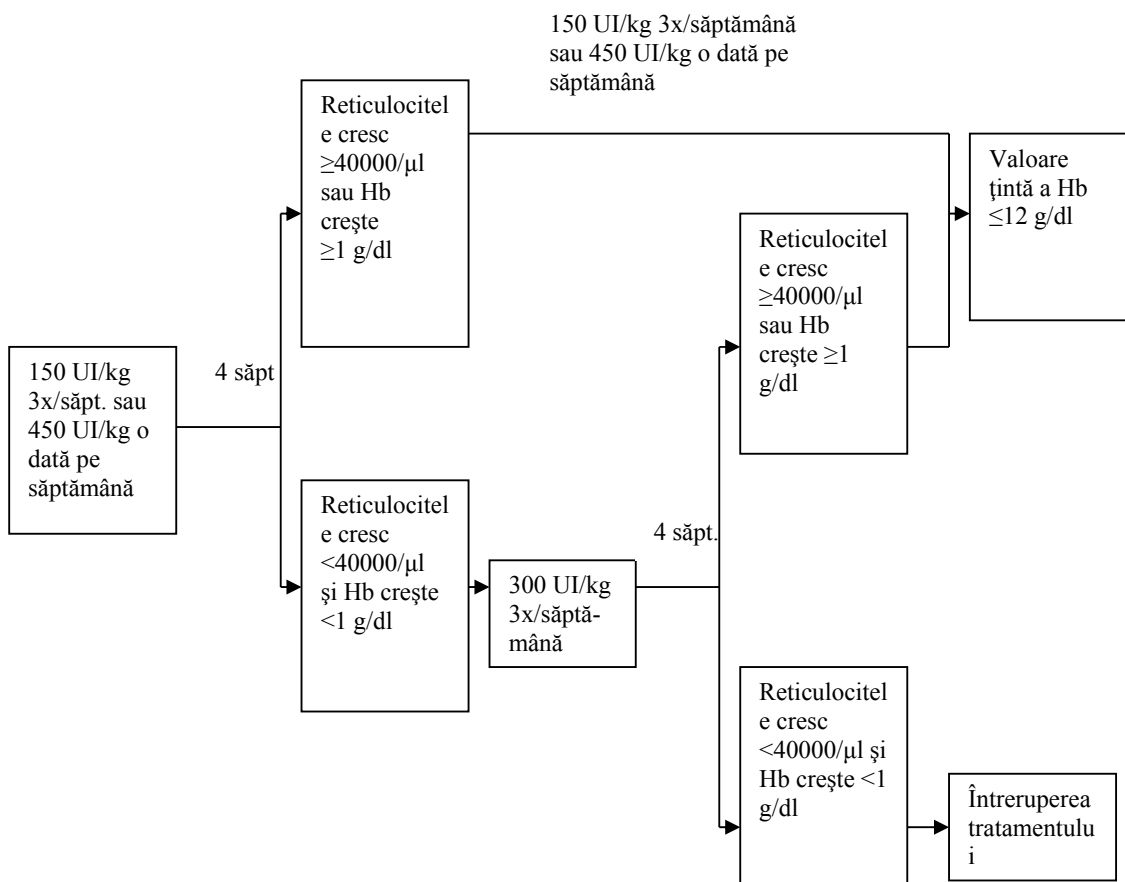 150 UI/kg 3x/săptămână
sau 450 UI/kg o dată pe
săptămână
Reticulocitel
e cresc
≥40000/μl
sau Hb
creşte
≥1 g/dl
Valoare
ţintă a Hb
≤12 g/dl
Reticulocitel
e cresc
≥40000/μl
sau Hb
creşte ≥1
g/dl
150 UI/kg
3x/săpt. sau
450 UI/kg o
dată pe
săptămână
4 săpt
Reticulocitel
e cresc
<40000/μl
şi Hb creşte
<1 g/dl
300 UI/kg
3x/săptă-
mână
4 săpt.
Reticulocitel
e cresc
<40000/μl şi
Hb creşte <1
g/dl
Întreruperea
tratamentulu
i